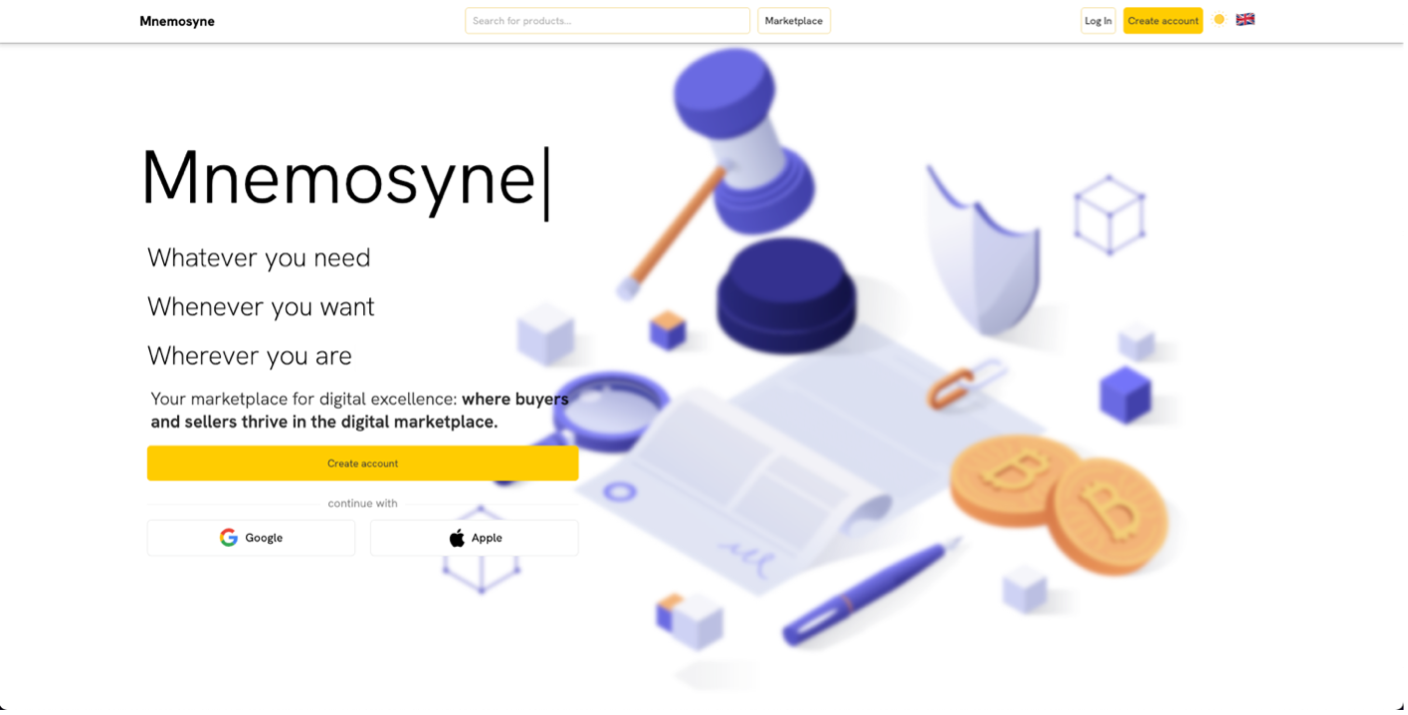 Mnemosyne
Search for products...
Marketplace
Log In
Create account
Mnemosyne
Whatever you need
Whenever you want
Wherever you are
Your marketplace for digital excellence: where buyers
and sellers thrive in the digital marketplace.
Create account
continue with
Google
Apple